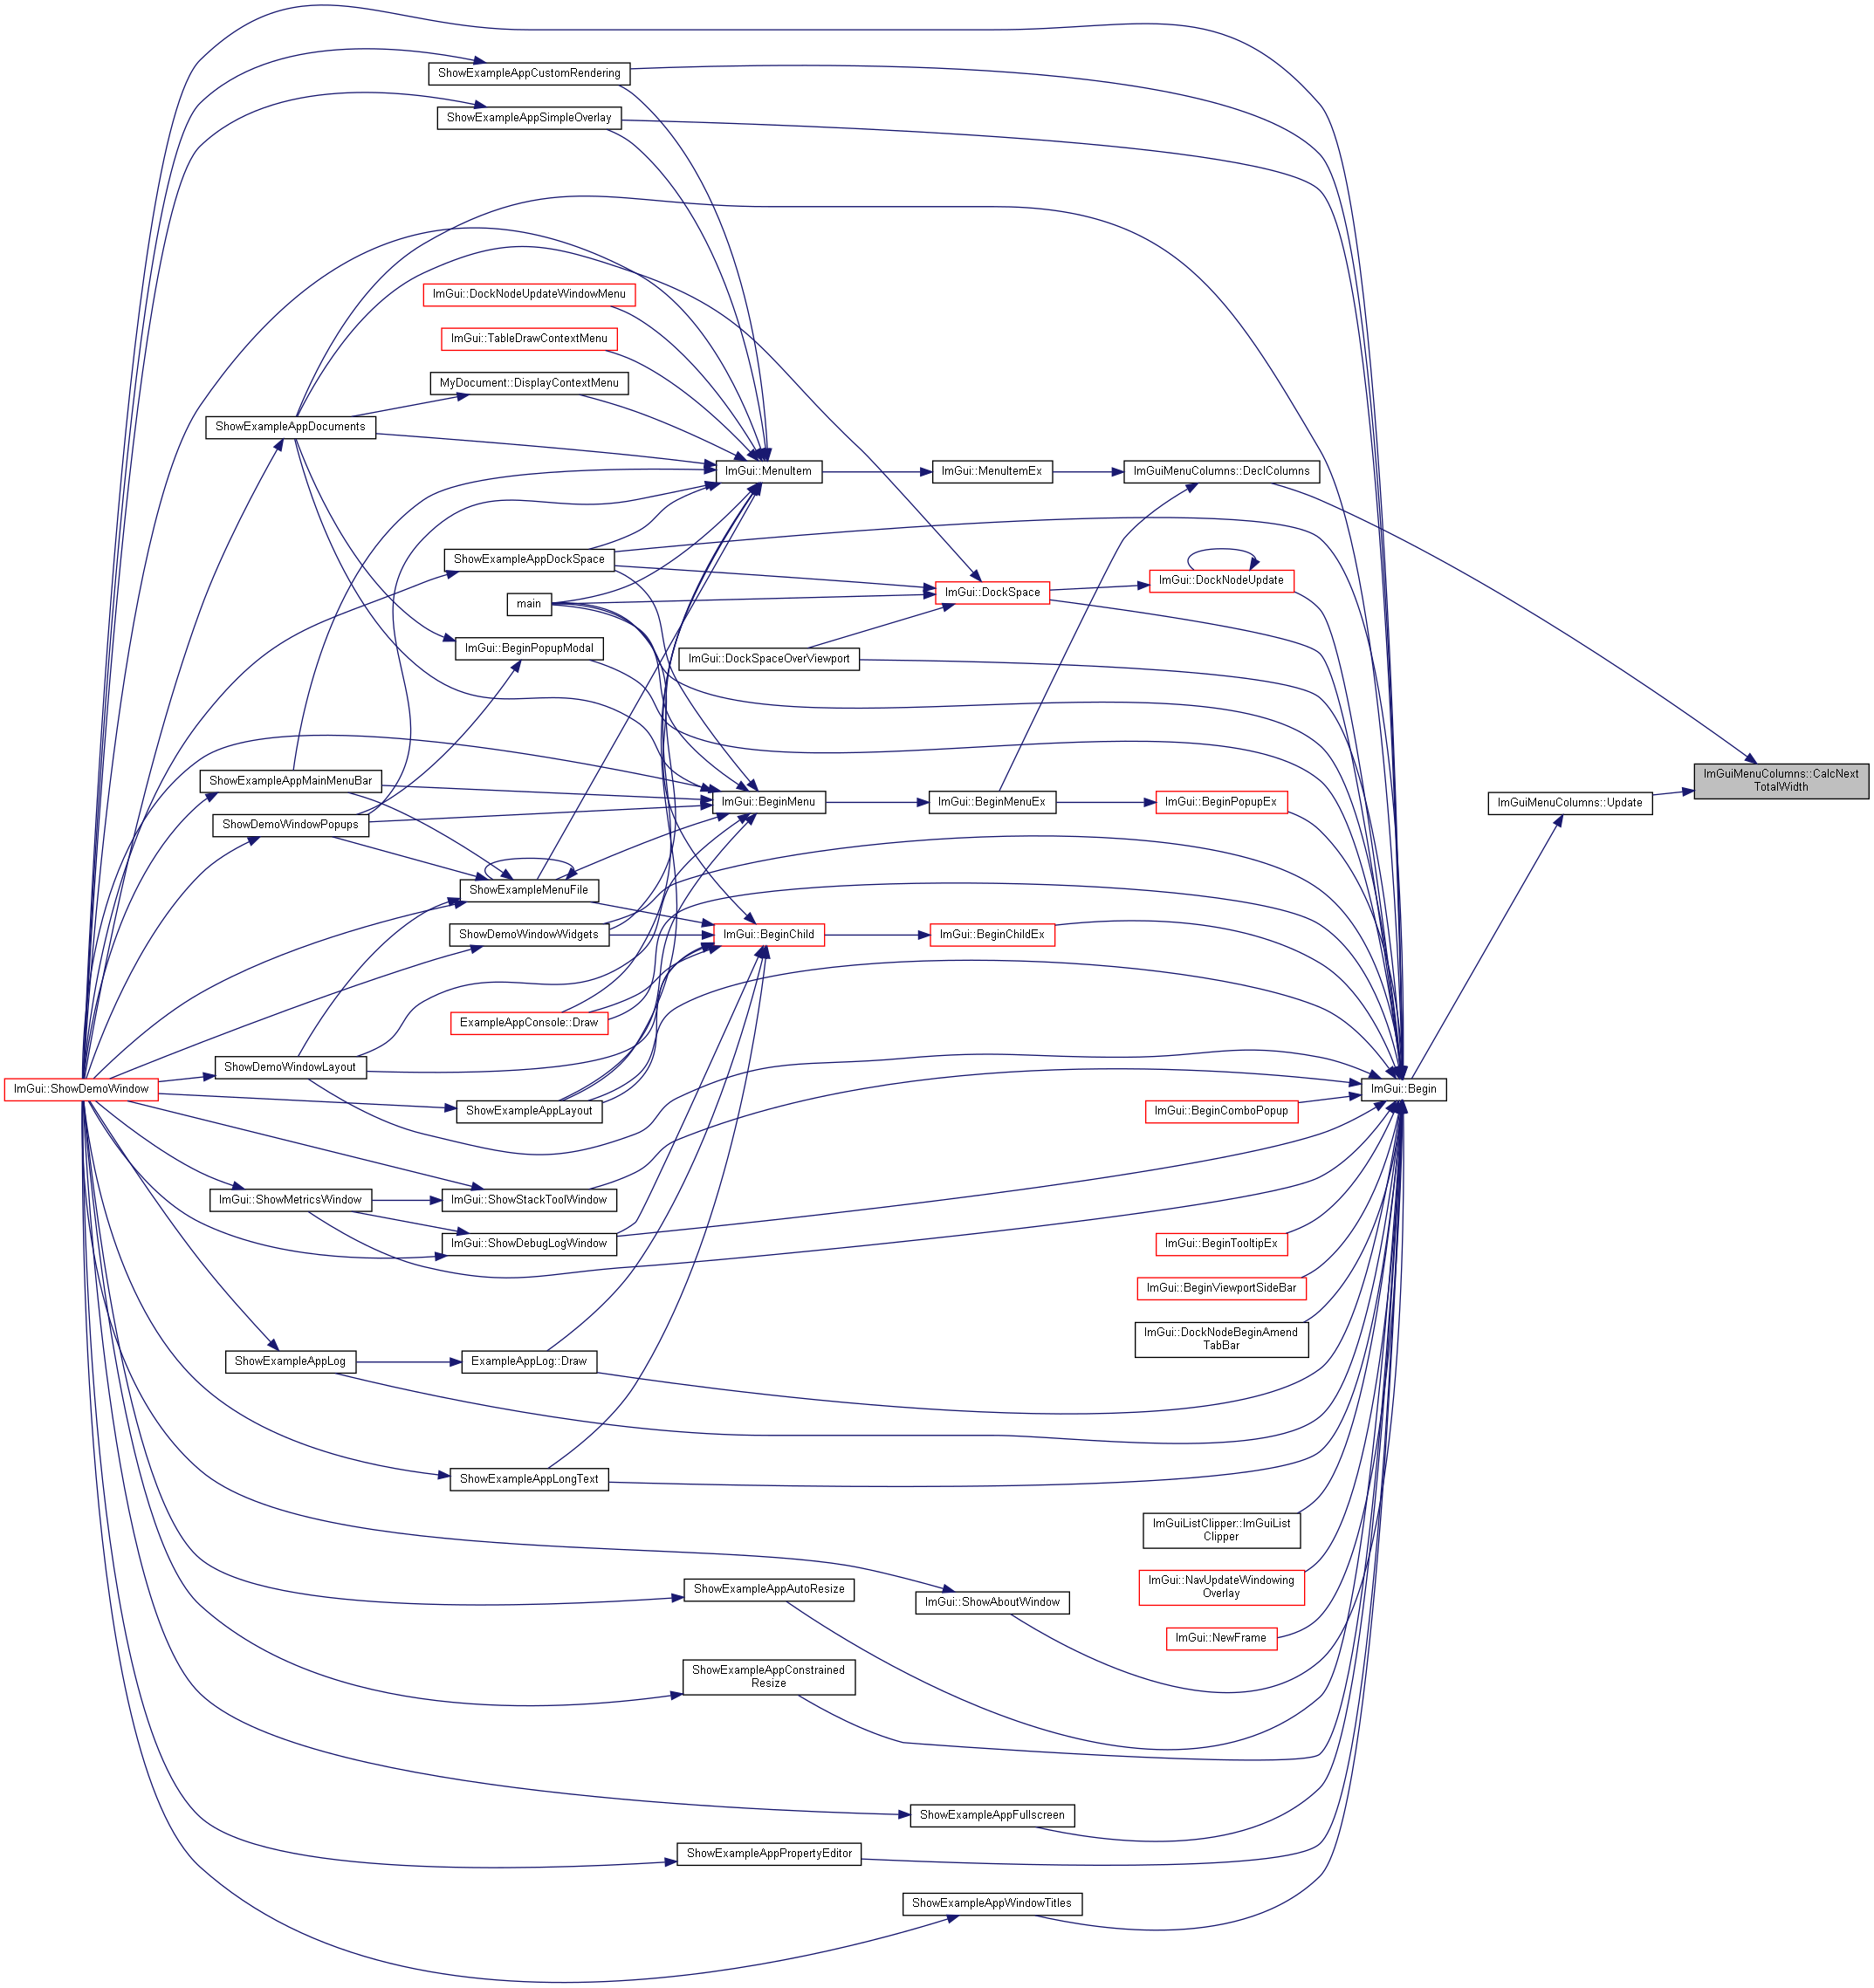 ShowExampleAppCustomRendering
ShowExampleAppSimpleOverlay
ImGui::DockNodeUpdateWindowMenu
ImGui::TableDrawContextMenu
MyDocument::DisplayContextMenu
ShowExampleAppDocuments
ImGui::MenuItem
ImGui::MenuItemEx
ImGuiMenuColumns::DeclColumns
ShowExampleAppDockSpace
ImGui::DockNodeUpdate
ImGui::DockSpace
main
ImGui::BeginPopupModal
ImGui::DockSpaceOverViewport
ShowExampleAppMainMenuBar
ImGuiMenuColumns::CalcNext
TotalWidth
ImGui::BeginMenu
ImGui::BeginMenuEx
ImGui::BeginPopupEx
ImGuiMenuColumns::Update
ShowDemoWindowPopups
ShowExampleMenuFile
ShowDemoWindowWidgets
ImGui::BeginChild
ImGui::BeginChildEx
ExampleAppConsole::Draw
ShowDemoWindowLayout
ImGui::ShowDemoWindow
ImGui::Begin
ShowExampleAppLayout
ImGui::BeginComboPopup
ImGui::ShowMetricsWindow
ImGui::ShowStackToolWindow
ImGui::ShowDebugLogWindow
ImGui::BeginTooltipEx
ImGui::BeginViewportSideBar
ImGui::DockNodeBeginAmend
TabBar
ShowExampleAppLog
ExampleAppLog::Draw
ShowExampleAppLongText
ImGuiListClipper::ImGuiList
Clipper
ImGui::NavUpdateWindowing
Overlay
ShowExampleAppAutoResize
ImGui::ShowAboutWindow
ImGui::NewFrame
ShowExampleAppConstrained
Resize
ShowExampleAppFullscreen
ShowExampleAppPropertyEditor
ShowExampleAppWindowTitles